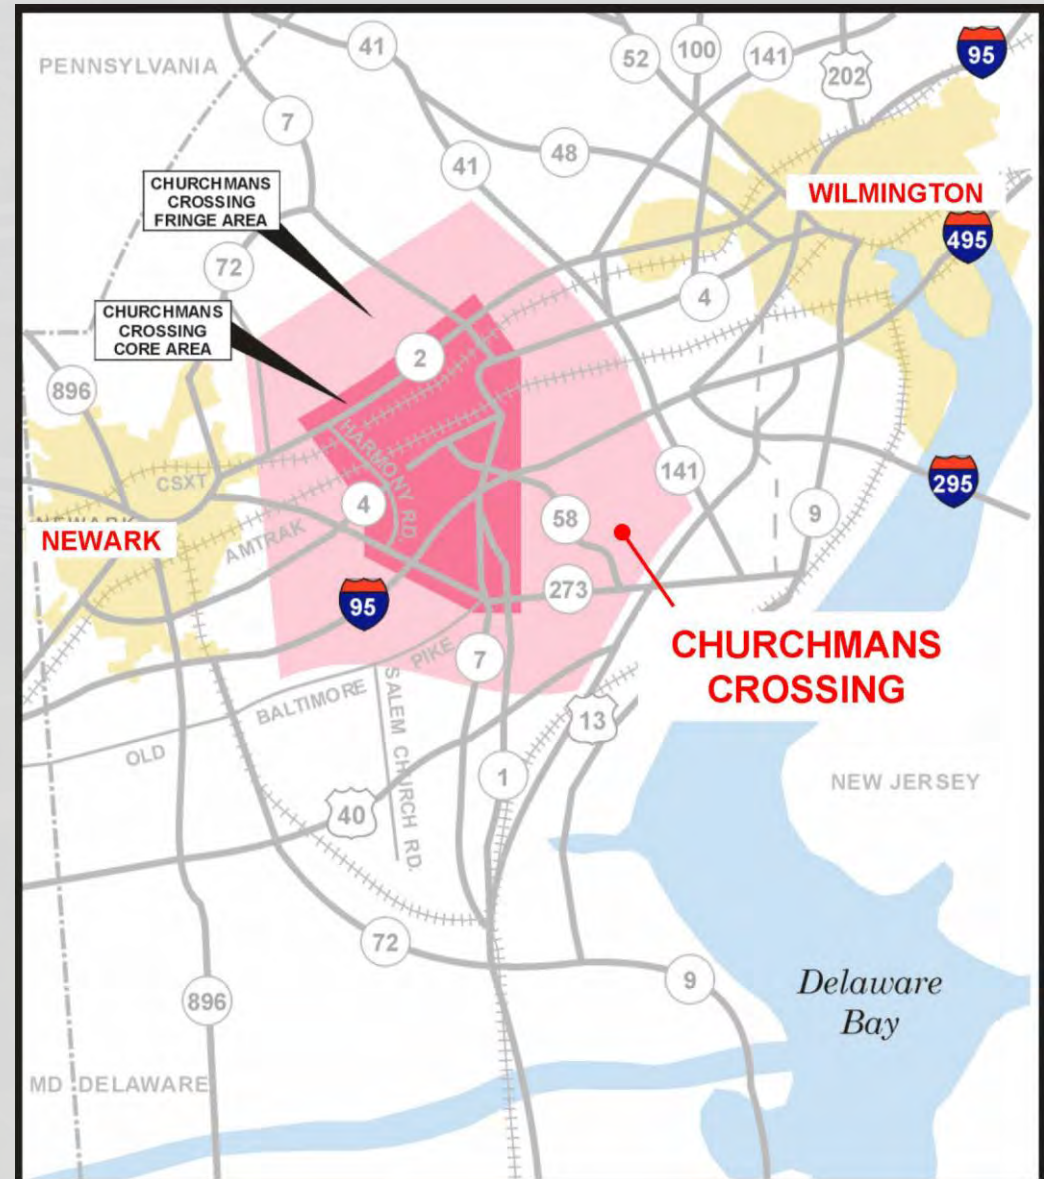 PENNSYLVANIA
41
52
100
141
202
95
7
48
41
CHURCHMANS
CROSSING
FRINGE AREA
WILMINGTON
495
72
4
CHURCHMANS
CROSSING
CORE AREA
2
896
HARMONY RD.
141
CSXT
295
4
58
9
NEWARK
NEWARK
AMTRAK
95
273
CHURCHMANS
CROSSING
7
PIKE
BALTIMORE
OLD
SALEM CHURCH RD.
13
1
NEW JERSEY
40
72
9
Delaware
Bay
896
MD
DELAWARE